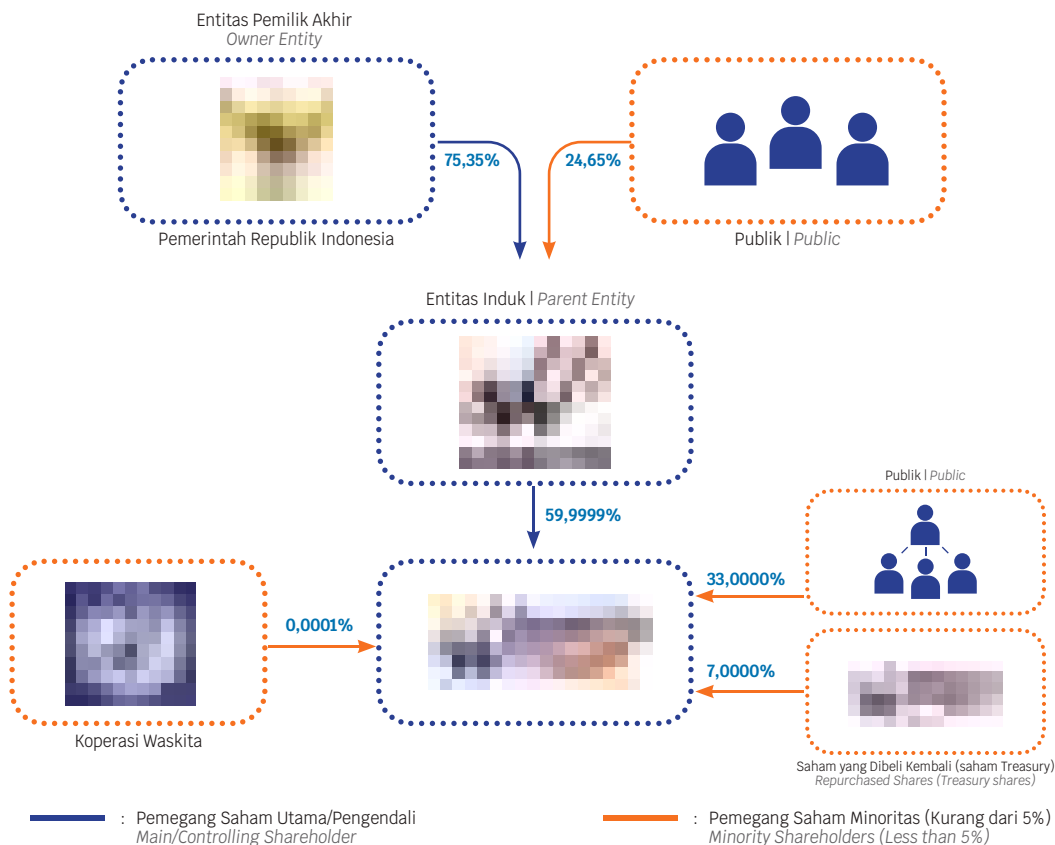 Entitas Pemilik Akhir
Owner Entity
75,35%
24,65%
Pemerintah Republik Indonesia
Publik | Public
Entitas Induk | Parent Entity
59,9999%
Publik | Public
33,0000%
0,0001%
7,0000%
Koperasi Waskita
Saham yang Dibeli Kembali (saham Treasury)
Repurchased Shares (Treasury shares)
: Pemegang Saham Utama/Pengendali
Main/Controlling Shareholder
: Pemegang Saham Minoritas (Kurang dari 5%)
Minority Shareholders (Less than 5%)